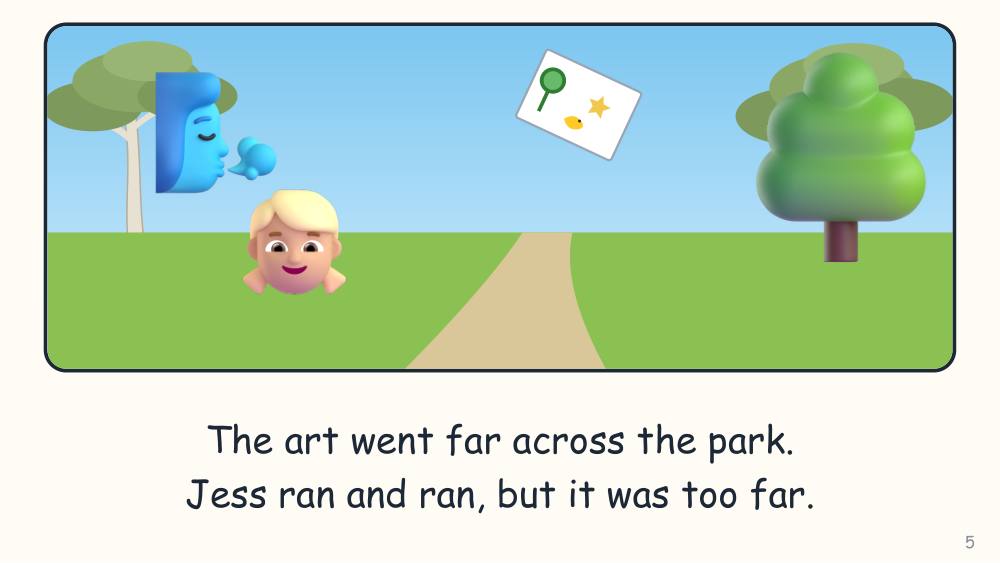 The art went far across the park.
Jess ran and ran, but it was too far.
5